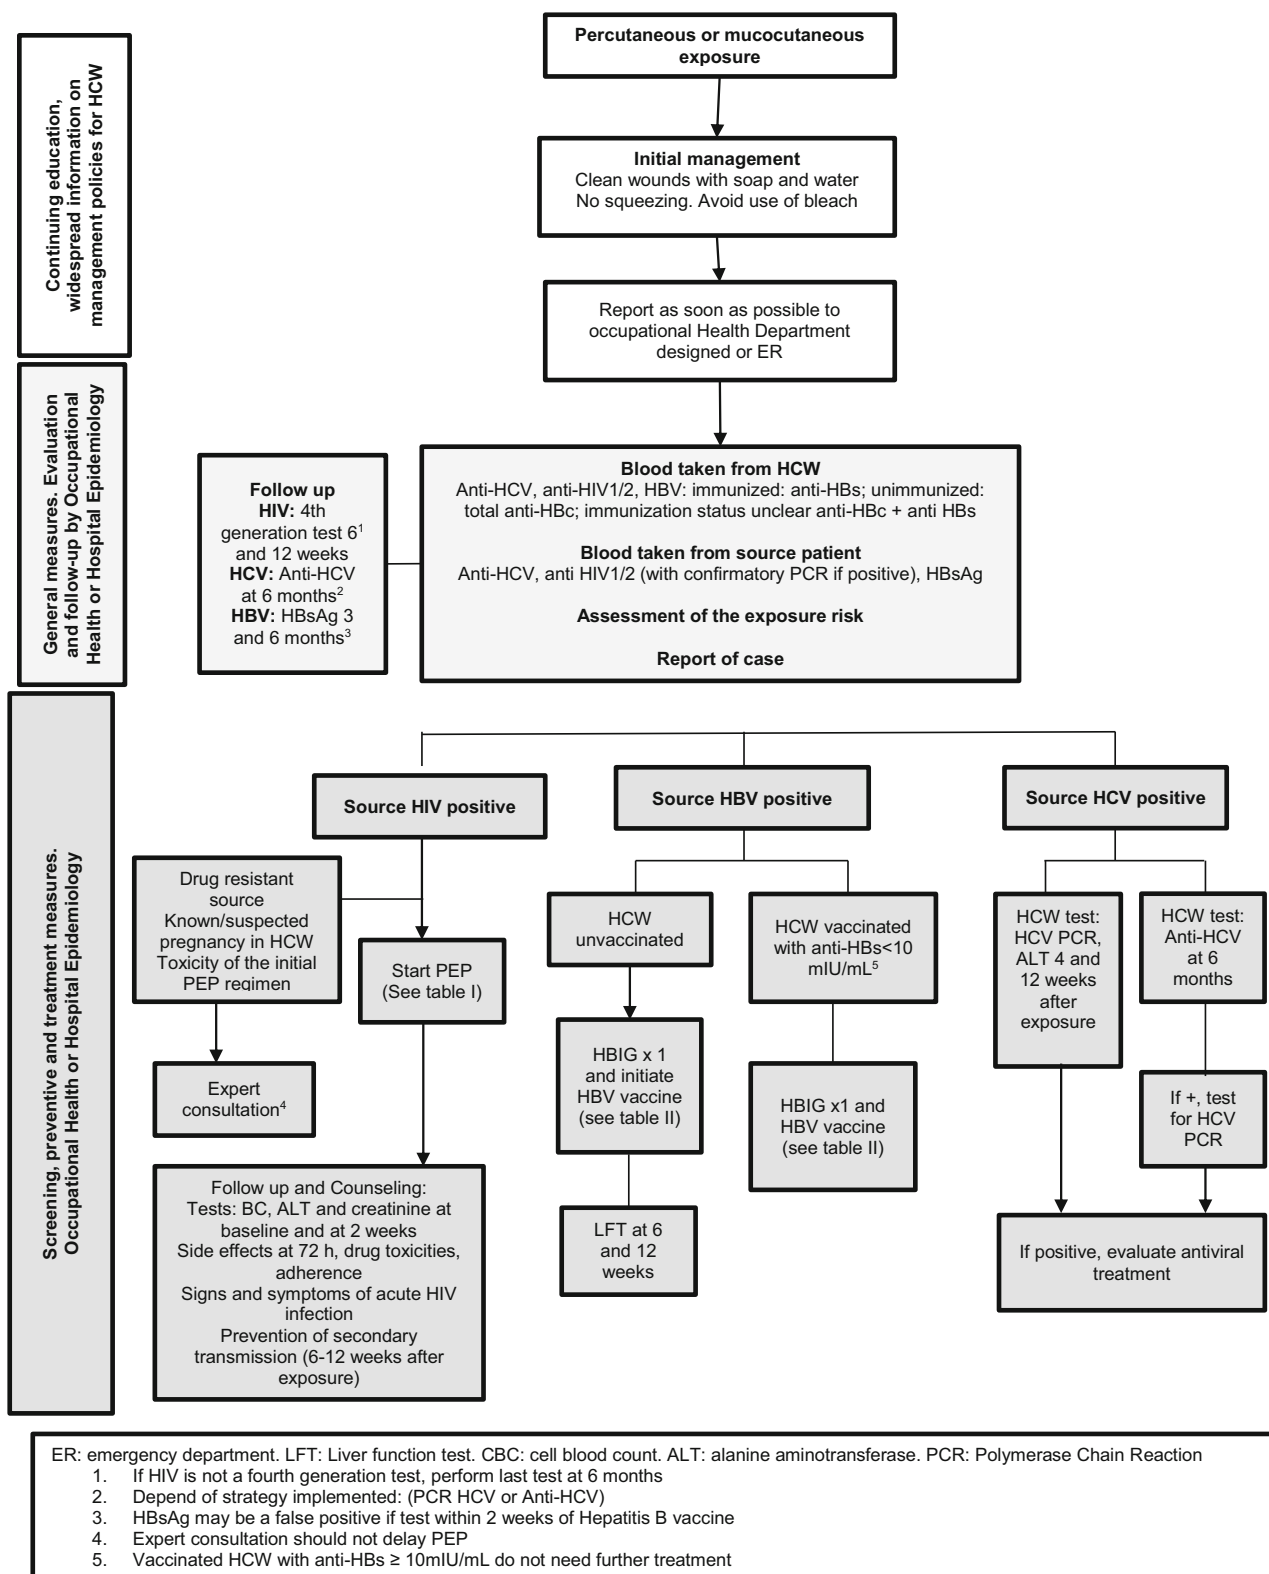 Percutaneous or mucocutaneous
exposure
Continuing education,
widespread information on
management policies for HCW
Initial management
Clean wounds with soap and water
No squeezing. Avoid use of bleach
Report as soon as possible to
occupational Health Department
designed or ER
General measures. Evaluation
and follow-up by Occupational
Health or Hospital Epidemiology
Follow up
HIV: 4th
generation test 6¹
and 12 weeks
HCV: Anti-HCV
at 6 months²
HBV: HBsAg 3
and 6 months³
Blood taken from HCW
Anti-HCV, anti-HIV1/2, HBV: immunized: anti-HBs; unimmunized:
total anti-HBc; immunization status unclear anti-HBc + anti HBs
Blood taken from source patient
Anti-HCV, anti HIV1/2 (with confirmatory PCR if positive), HBsAg
Assessment of the exposure risk
Report of case
Screening, preventive and treatment measures.
Occupational Health or Hospital Epidemiology
Source HIV positive
Source HBV positive
Source HCV positive
Drug resistant
source
Known/suspected
pregnancy in HCW
Toxicity of the initial
PEP regimen
Start PEP
(See table I)
Expert
consultation⁴
Follow up and Counseling:
Tests: BC, ALT and creatinine at
baseline and at 2 weeks
Side effects at 72 h, drug toxicities,
adherence
Signs and symptoms of acute HIV
infection
Prevention of secondary
transmission (6-12 weeks after
exposure)
HCW
unvaccinated
HBIG x 1
and initiate
HBV vaccine
(see table II)
LFT at 6
and 12
weeks
HCW vaccinated
with anti-HBs<10
mIU/mL⁵
HBIG x1 and
HBV vaccine
(see table II)
HCW test:
HCV PCR,
ALT 4 and
12 weeks
after
exposure
HCW test:
Anti-HCV
at 6
months
If +, test
for HCV
PCR
If positive, evaluate antiviral
treatment
ER: emergency department. LFT: Liver function test. CBC: cell blood count. ALT: alanine aminotransferase. PCR: Polymerase Chain Reaction
1. If HIV is not a fourth generation test, perform last test at 6 months
2. Depend of strategy implemented: (PCR HCV or Anti-HCV)
3. HBsAg may be a false positive if test within 2 weeks of Hepatitis B vaccine
4. Expert consultation should not delay PEP
5. Vaccinated HCW with anti-HBs ≥ 10mIU/mL do not need further treatment